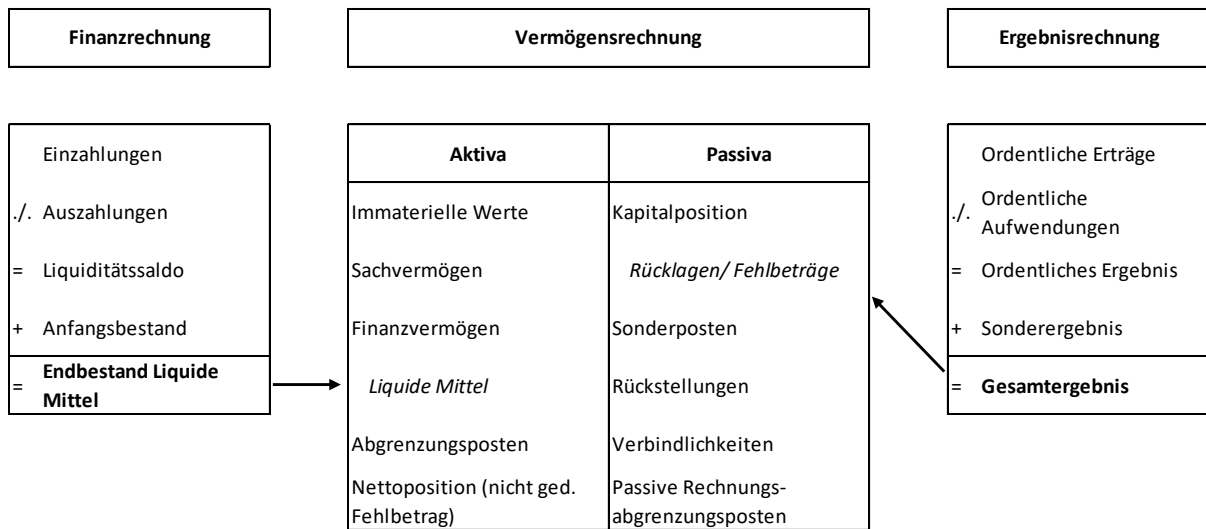 Finanzrechnung
Vermögensrechnung
Ergebnisrechnung
Einzahlungen
./. Auszahlungen
= Liquiditätssaldo
+ Anfangsbestand
= Endbestand Liquide
Mittel
Aktiva
Immaterielle Werte
Sachvermögen
Finanzvermögen
Liquide Mittel
Abgrenzungsposten
Nettoposition (nicht ged.
Fehlbetrag)
Passiva
Kapitalposition
Rücklagen/ Fehlbeträge
Sonderposten
Rückstellungen
Verbindlichkeiten
Passive Rechnungs-
abgrenzungsposten
Ordentliche Erträge
./. Ordentliche
Aufwendungen
= Ordentliches Ergebnis
+ Sonderergebnis
= Gesamtergebnis